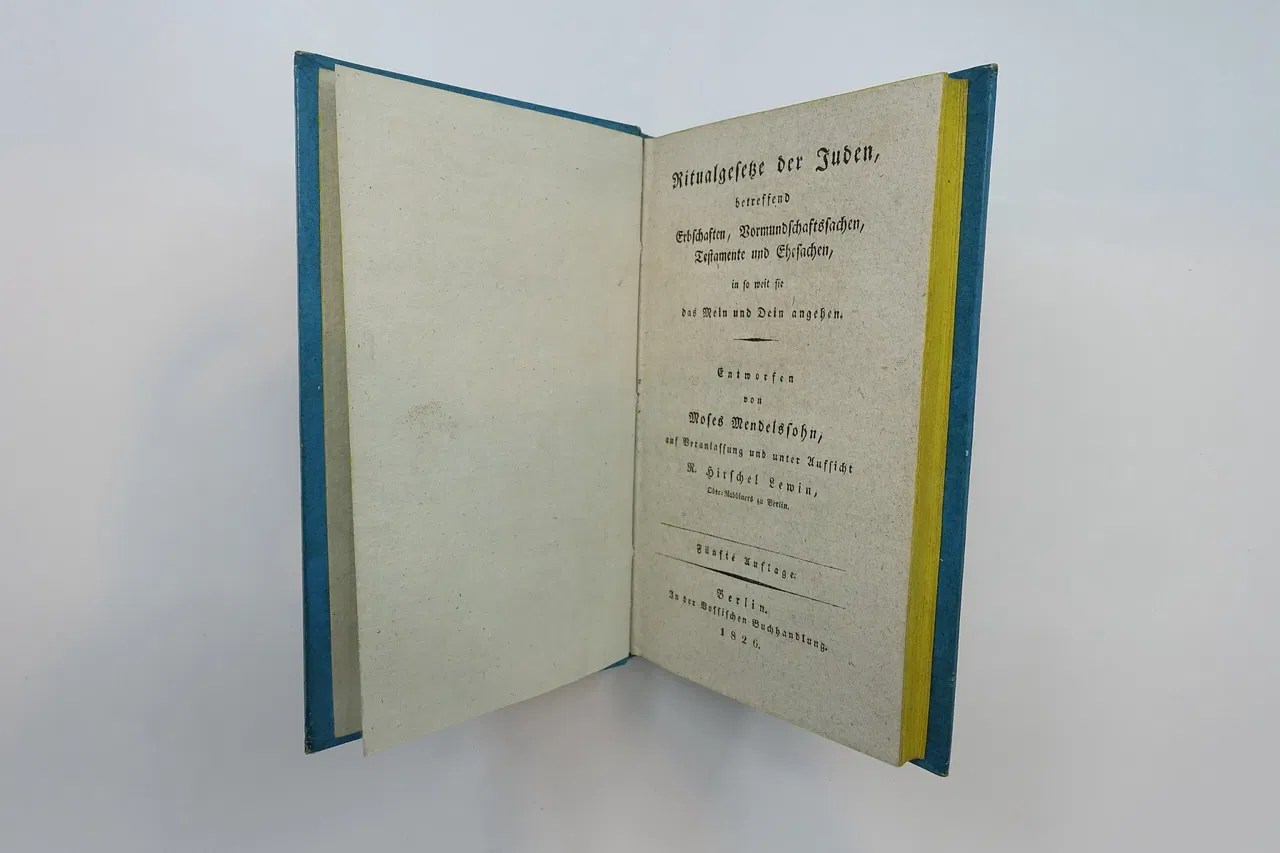 Ritualgesetze der Juden,
betreffend
Erbschaften, Vormundschaftssachen,
Testamente und Ehesachen,
in so weit sie
das Mein und Dein angehen.
Entworfen
von
Moses Mendelssohn,
auf Veranlassung und unter Aufsicht
R. Hirschel Lewin,
Ober-Rabbiners zu Berlin.
Fünfte Auflage.
Berlin.
In der Vossischen Buchhandlung.
1826.